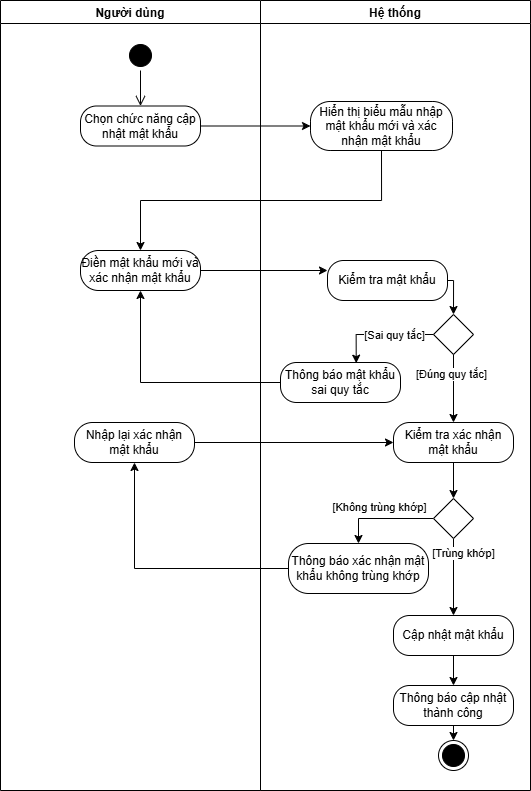 Người dùng
Hệ thống
Chọn chức năng cập
nhật mật khẩu
Hiển thị biểu mẫu nhập
mật khẩu mới và xác
nhận mật khẩu
Điền mật khẩu mới và
xác nhận mật khẩu
Kiểm tra mật khẩu
[Sai quy tắc]
[Đúng quy tắc]
Thông báo mật khẩu
sai quy tắc
Nhập lại xác nhận
mật khẩu
Kiểm tra xác nhận
mật khẩu
[Không trùng khớp]
[Trùng khớp]
Thông báo xác nhận mật
khẩu không trùng khớp
Cập nhật mật khẩu
Thông báo cập nhật
thành công